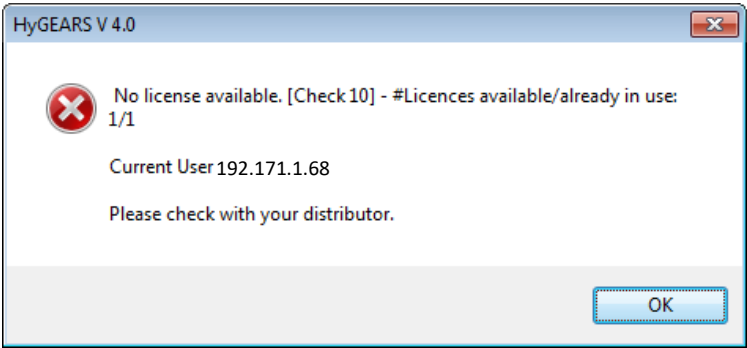 HyGEARS V 4.0
No license available. [Check 10] - #Licences available/already in use:
1/1
Current User 192.171.1.68
Please check with your distributor.
OK